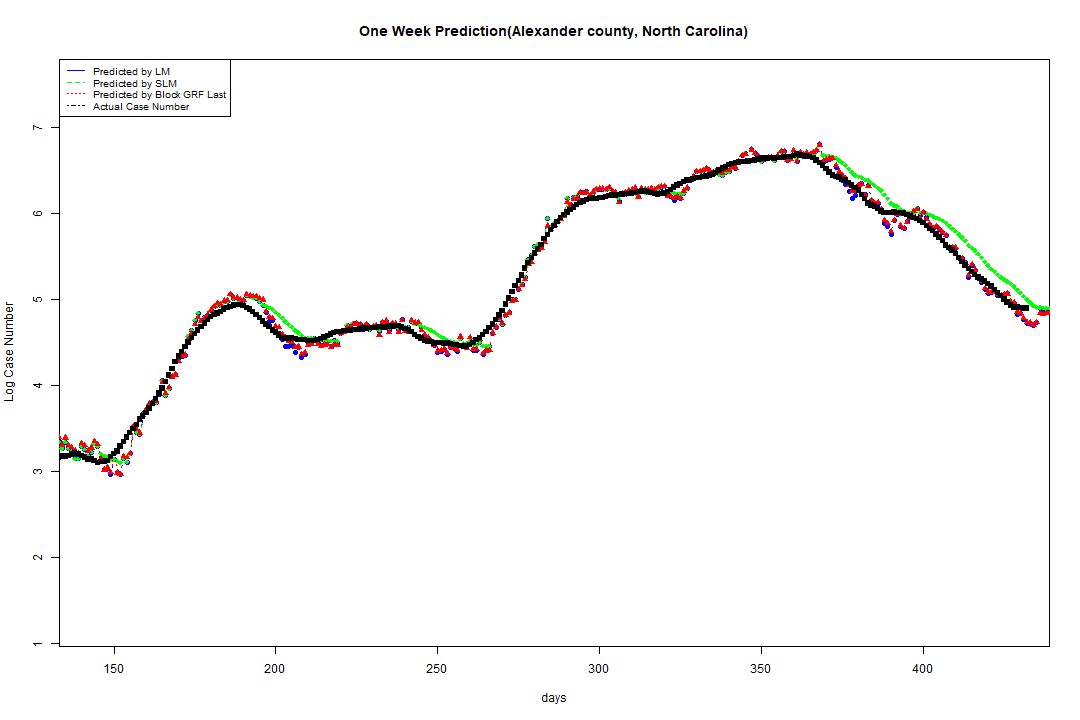 One Week Prediction(Alexander county, North Carolina)
Predicted by LM
Predicted by SLM
Predicted by Block GRF Last
Actual Case Number
7
6
5
4
3
2
1
Log Case Number
150 200 250 300 350 400
days